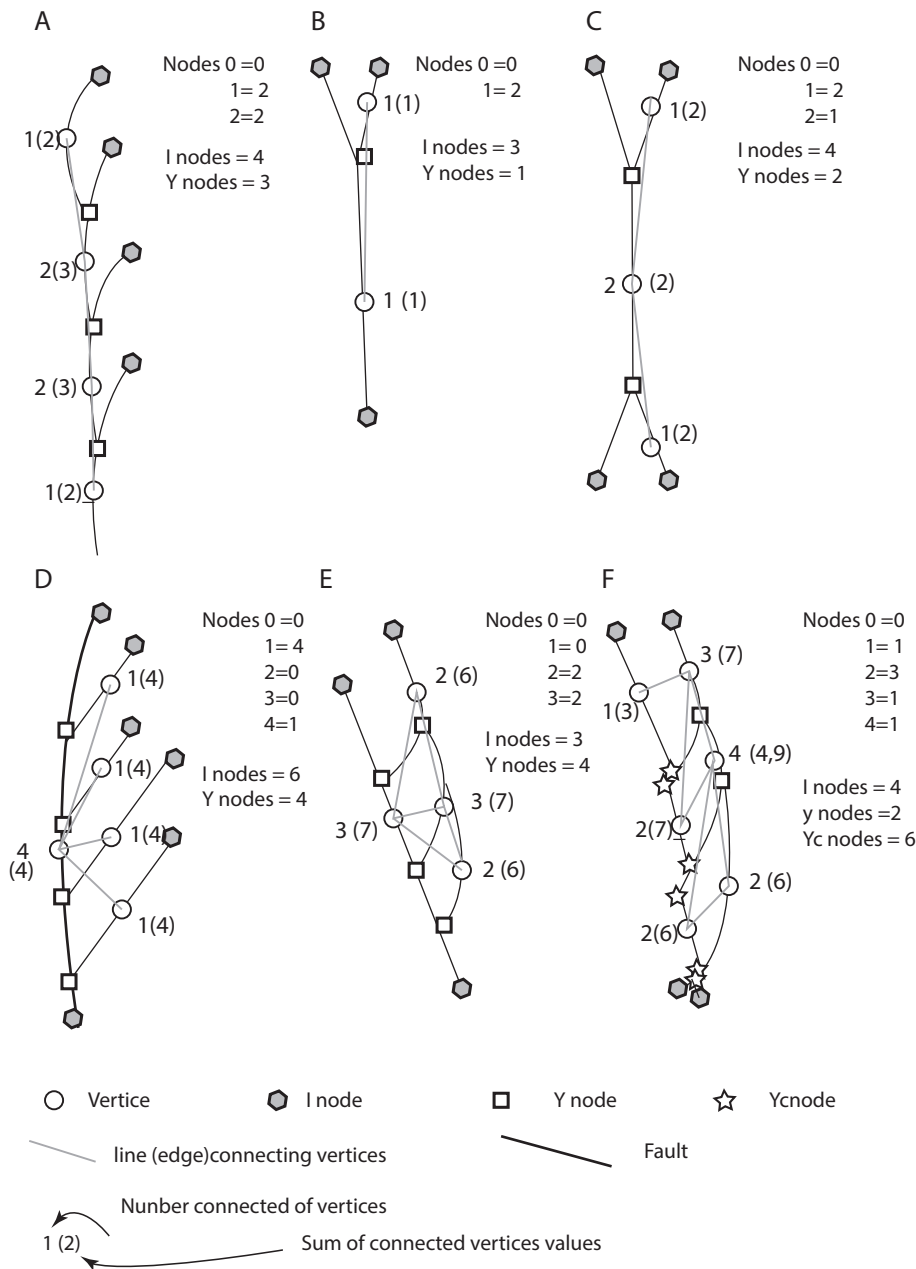 A
Nodes 0 =0
1= 2
2=2
I nodes = 4
Y nodes = 3
1(2)
2(3)
2 (3)
1(2)_
B
Nodes 0 =0
1= 2
I nodes = 3
Y nodes = 1
1(1)
1 (1)
C
Nodes 0 =0
1= 2
2=1
I nodes = 4
Y nodes = 2
1(2)
2 (2)
1(2)
D
Nodes 0 =0
1= 4
2=0
3=0
4=1
I nodes = 6
Y nodes = 4
1(4)
1(4)
1(4)
4
(4)
1(4)
E
Nodes 0 =0
1= 0
2=2
3=2
I nodes = 3
Y nodes = 4
2 (6)
3 (7)
3 (7)
2 (6)
F
Nodes 0 =0
1= 1
2=3
3=1
4=1
I nodes = 4
y nodes =2
Yc nodes = 6
3 (7)
1(3)
4 (4,9)
2(7)_
2 (6)
2(6)
Vertice
I node
Y node
Ycnode
line (edge)connecting vertices
Fault
Nunber connected of vertices
1 (2)
Sum of connected vertices values